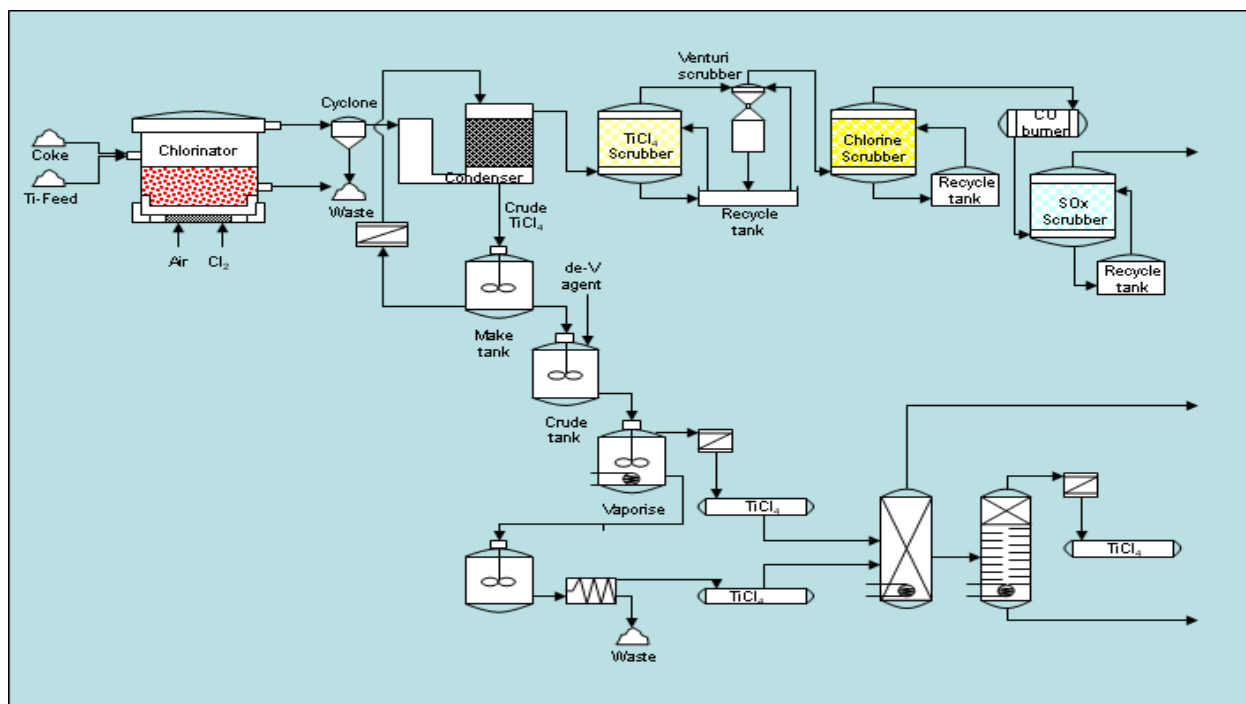 Venturi
scrubber
Cyclone
Coke
Ti-Feed
Chlorinator
Waste
Air
Cl₂
Condenser
Crude
TiCl₄
TiCl₄
Scrubber
Recycle
tank
Chlorine
Scrubber
Recycle
tank
CO
burner
SOx
Scrubber
Recycle
tank
de-V
agent
Make
tank
Crude
tank
Vaporise
TiCl₄
TiCl₄
TiCl₄
Waste